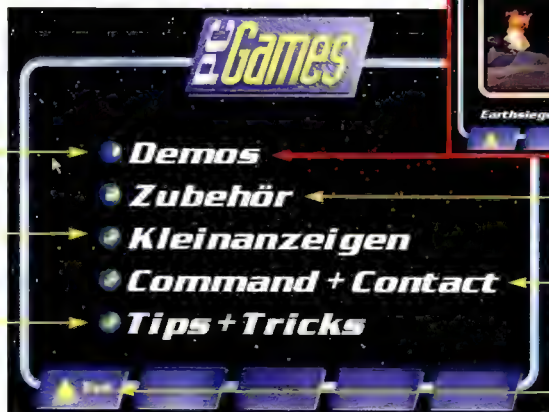 PC Games
Earthsiege
Demos
Zubehör
Kleinanzeigen
Command + Contact
Tips + Tricks